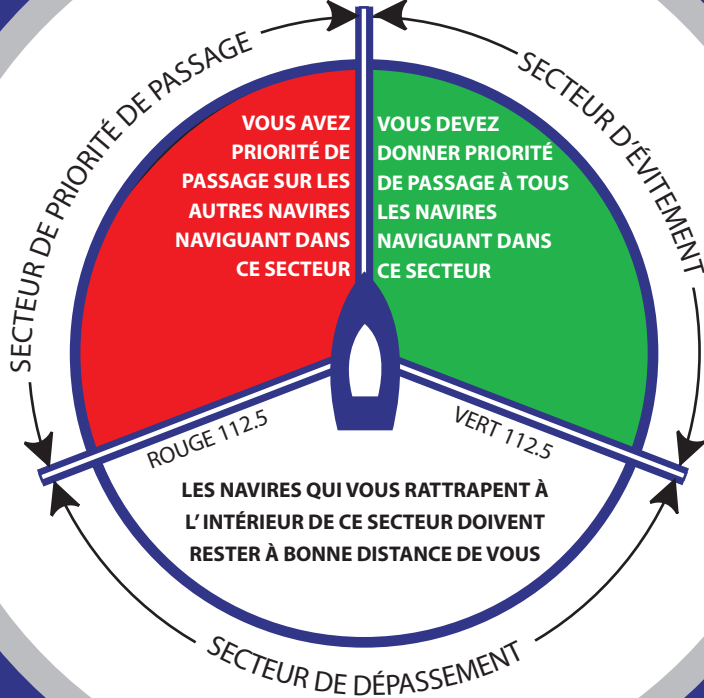 SECTEUR DE PRIORITÉ DE PASSAGE
SECTEUR D'ÉVITEMENT
VOUS AVEZ
PRIORITÉ DE
PASSAGE SUR LES
AUTRES NAVIRES
NAVIGUANT DANS
CE SECTEUR
VOUS DEVEZ
DONNER PRIORITÉ
DE PASSAGE À TOUS
LES NAVIRES
NAVIGUANT DANS
CE SECTEUR
ROUGE 112.5
VERT 112.5
LES NAVIRES QUI VOUS RATTRAPENT À
L' INTÉRIEUR DE CE SECTEUR DOIVENT
RESTER À BONNE DISTANCE DE VOUS
SECTEUR DE DÉPASSEMENT